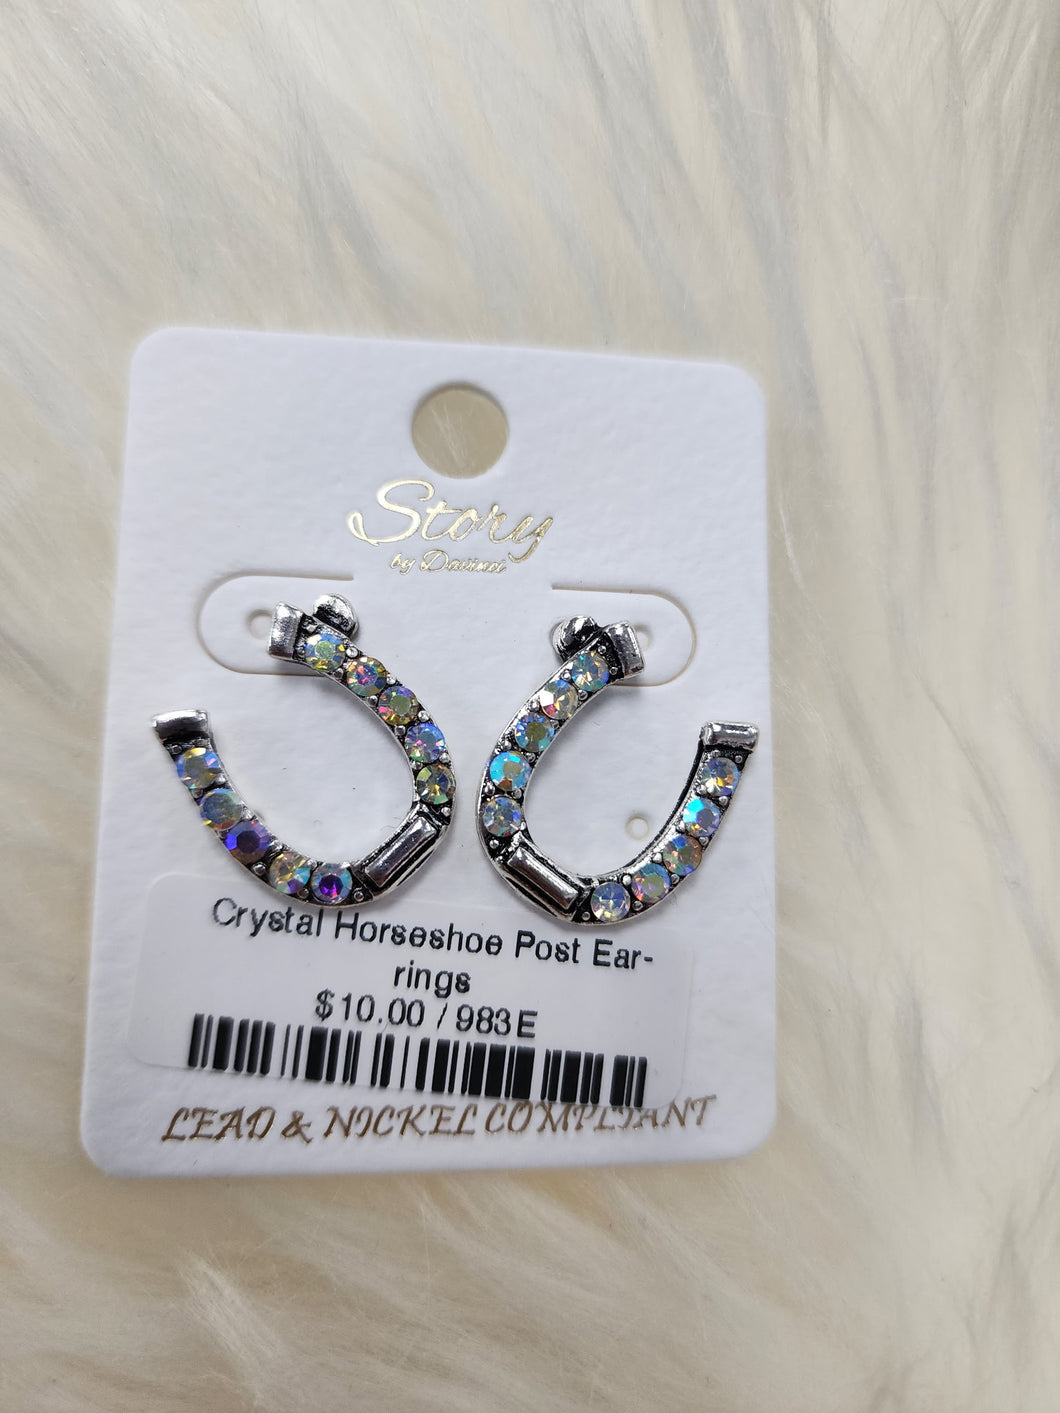 Story
by Davinci
Crystal Horseshoe Post Ear-
rings
$10.00 / 983E
LEAD & NICKEL COMPLIANT